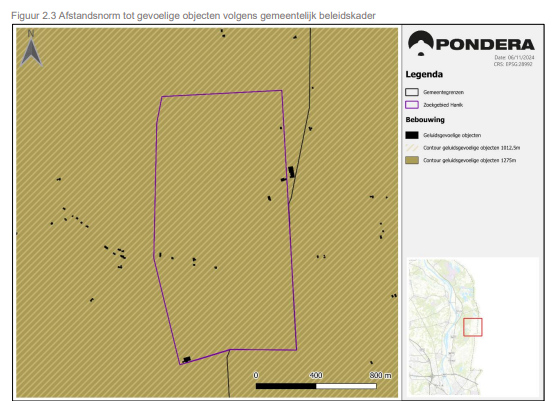 Figuur 2.3 Afstandsnorm tot gevoelige objecten volgens gemeentelijk beleidskader
N
PONDERA
Date: 06/11/2024
CRS: EPSG:28992
Legenda
Gemeentegrenzen
Zoekgebied Hamik
Bebouwing
Geluidsgevoelige objecten
Contour geluidsgevoelige objecten 1012,5m
Contour geluidsgevoelige objecten 1275m
0 400 800 m